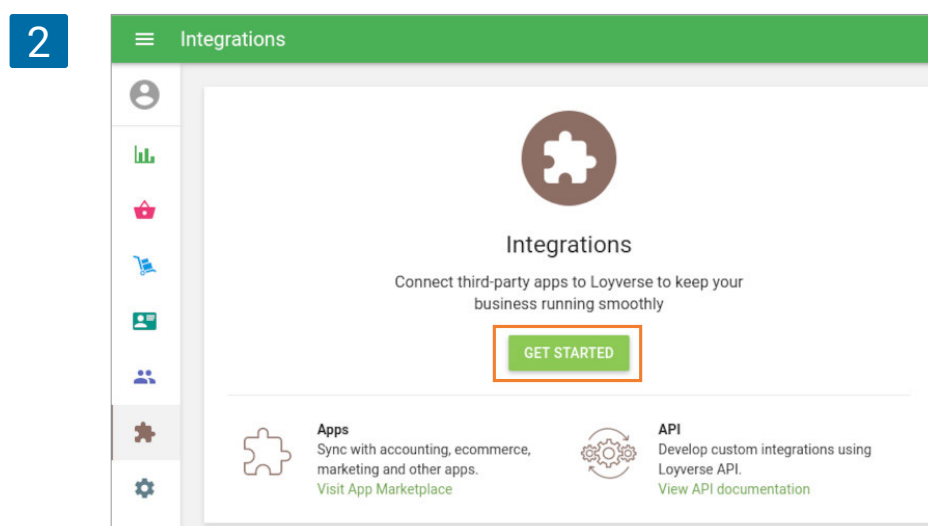 2
Integrations
Integrations
Connect third-party apps to Loyverse to keep your
business running smoothly
GET STARTED
Apps
Sync with accounting, ecommerce,
marketing and other apps.
Visit App Marketplace
API
Develop custom integrations using
Loyverse API.
View API documentation